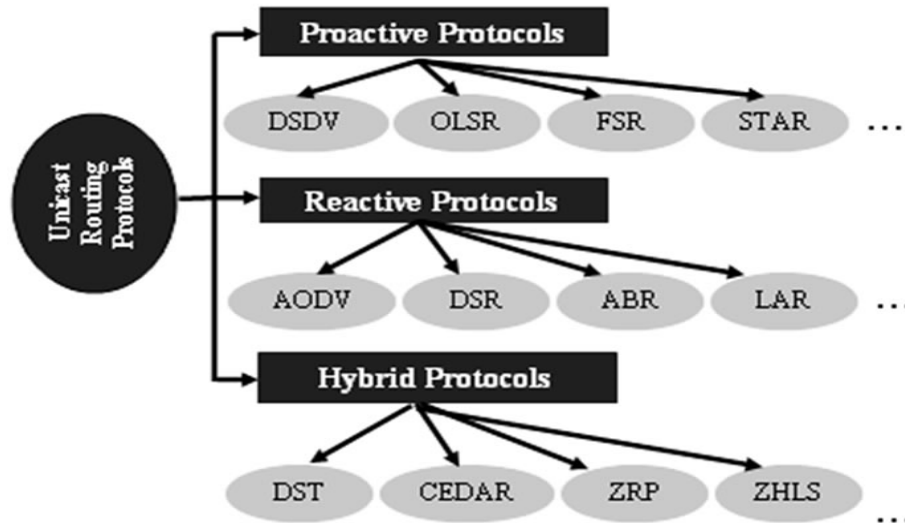 Proactive Protocols
DSDV OLSR FSR STAR ...
Unicast
Routing
Protocols
Reactive Protocols
AODV DSR ABR LAR ...
Hybrid Protocols
DST CEDAR ZRP ZHLS ...